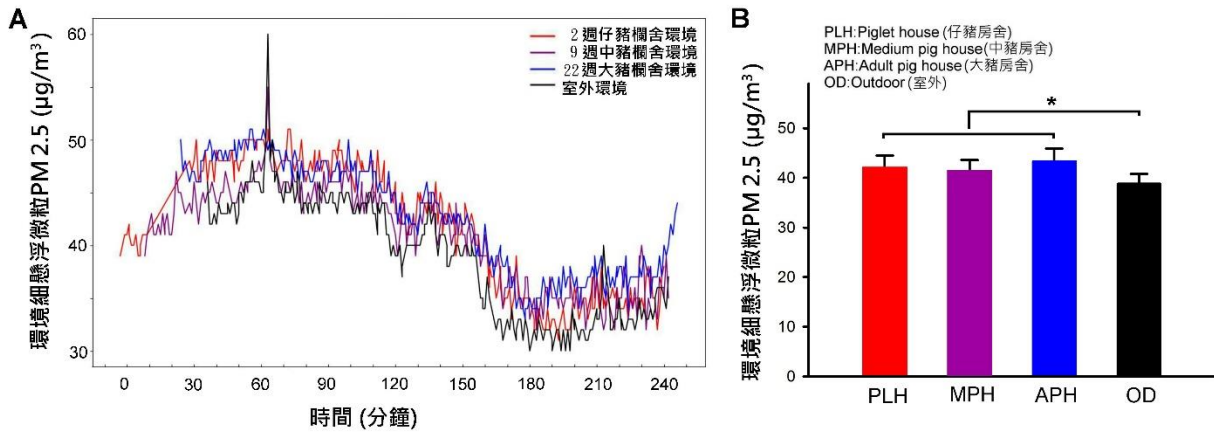 A
環境細懸浮微粒PM 2.5 (μg/m³)
60
50
40
30
0 30 60 90 120 150 180 210 240
時間 (分鐘)
2週仔豬欄舍環境
9週中豬欄舍環境
22週大豬欄舍環境
室外環境
B
PLH:Piglet house(仔豬房舍)
MPH:Medium pig house(中豬房舍)
APH:Adult pig house(大豬房舍)
OD:Outdoor(室外)
*
環境細懸浮微粒PM 2.5 (μg/m³)
50
40
30
40
10
0
PLH MPH APH OD